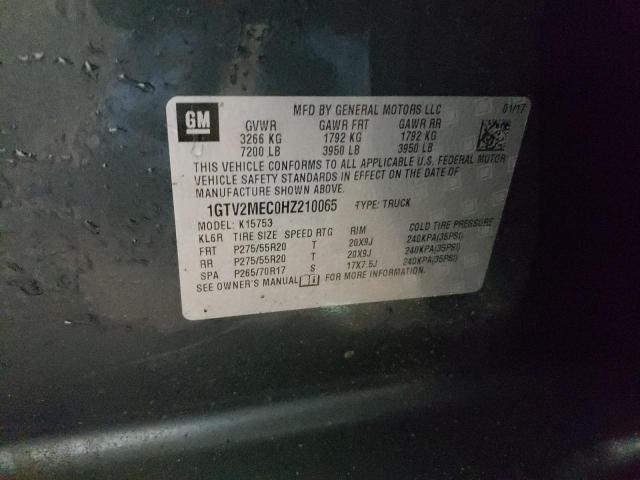 GM
MFD BY GENERAL MOTORS LLC 01/17
GVWR GAWR FRT GAWR RR
3266 KG 1792 KG 1792 KG
7200 LB 3950 LB 3950 LB
THIS VEHICLE CONFORMS TO ALL APPLICABLE U.S. FEDERAL MOTOR
VEHICLE SAFETY STANDARDS IN EFFECT ON THE DATE OF
MANUFACTURE SHOWN ABOVE.
1GTV2MEC0HZ210065 TYPE: TRUCK
MODEL: K15753
KL6R TIRE SIZE SPEED RTG RIM COLD TIRE PRESSURE
FRT P275/55R20 T 20X9J 240KPA(35PSI)
RR P275/55R20 T 20X9J 240KPA(35PSI)
SPA P265/70R17 S 17X7.5J 240KPA(35PSI)
SEE OWNER'S MANUAL i FOR MORE INFORMATION.